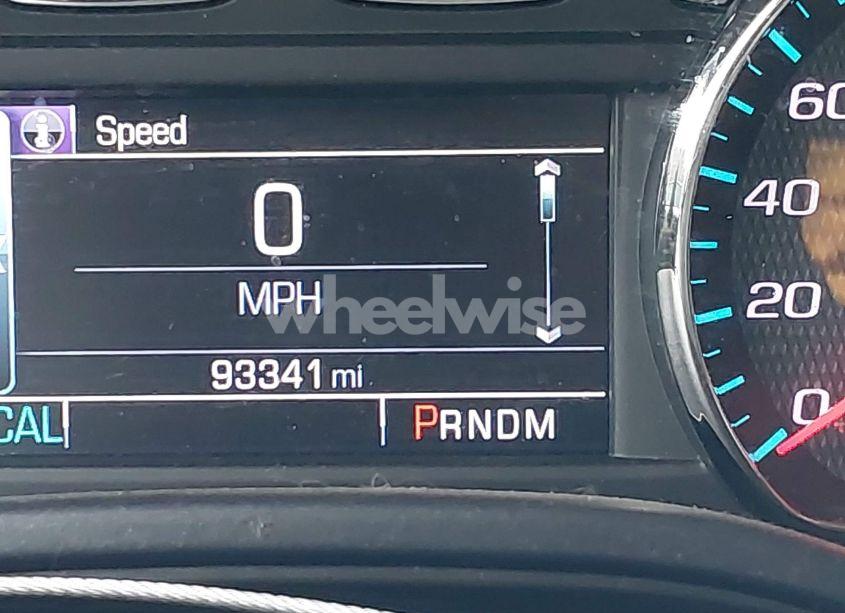 Speed
0
MPH
wheelwise
93341 mi
CAL
PRNDM
60
40
20
0